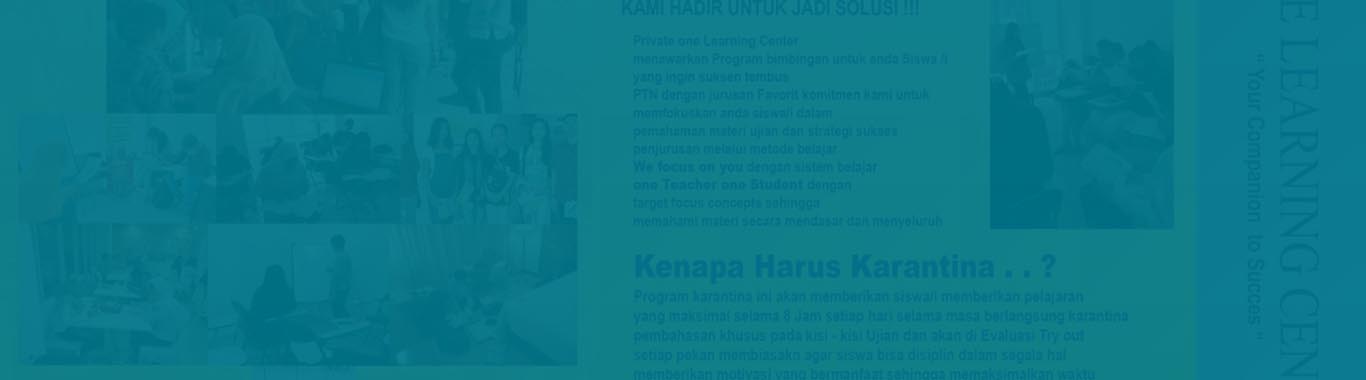 KAMI HADIR UNTUK JADI SOLUSI !!!
Private one Learning Center
menawarkan Program bimbingan untuk anda Siswa /i
yang ingin suksen tembus
PTN dengan jurusan Favorit komitmen kami untuk
memfokuskan anda siswa/i dalam
pemahaman materi ujian dan strategi sukses
penjurusan melalui metode belajar
We focus on you dengan sistem belajar
one Teacher one Student dengan
target focus concepts sehingga
memahami materi secara mendasar dan menyeluruh
Kenapa Harus Karantina . . ?
Program karantina ini akan memberikan siswa/i memberikan pelajaran
yang maksimal selama 8 Jam setiap hari selama masa berlangsung karantina
pembahasan khusus pada kisi - kisi Ujian dan akan di Evaluasi Try out
setiap pekan membiasakn agar siswa bisa disiplin dalam segala hal
memberikan motivasi yang bermanfaat sehingga memaksimalkan waktu
"Your Companion to Succes"
E LEARNING CEN